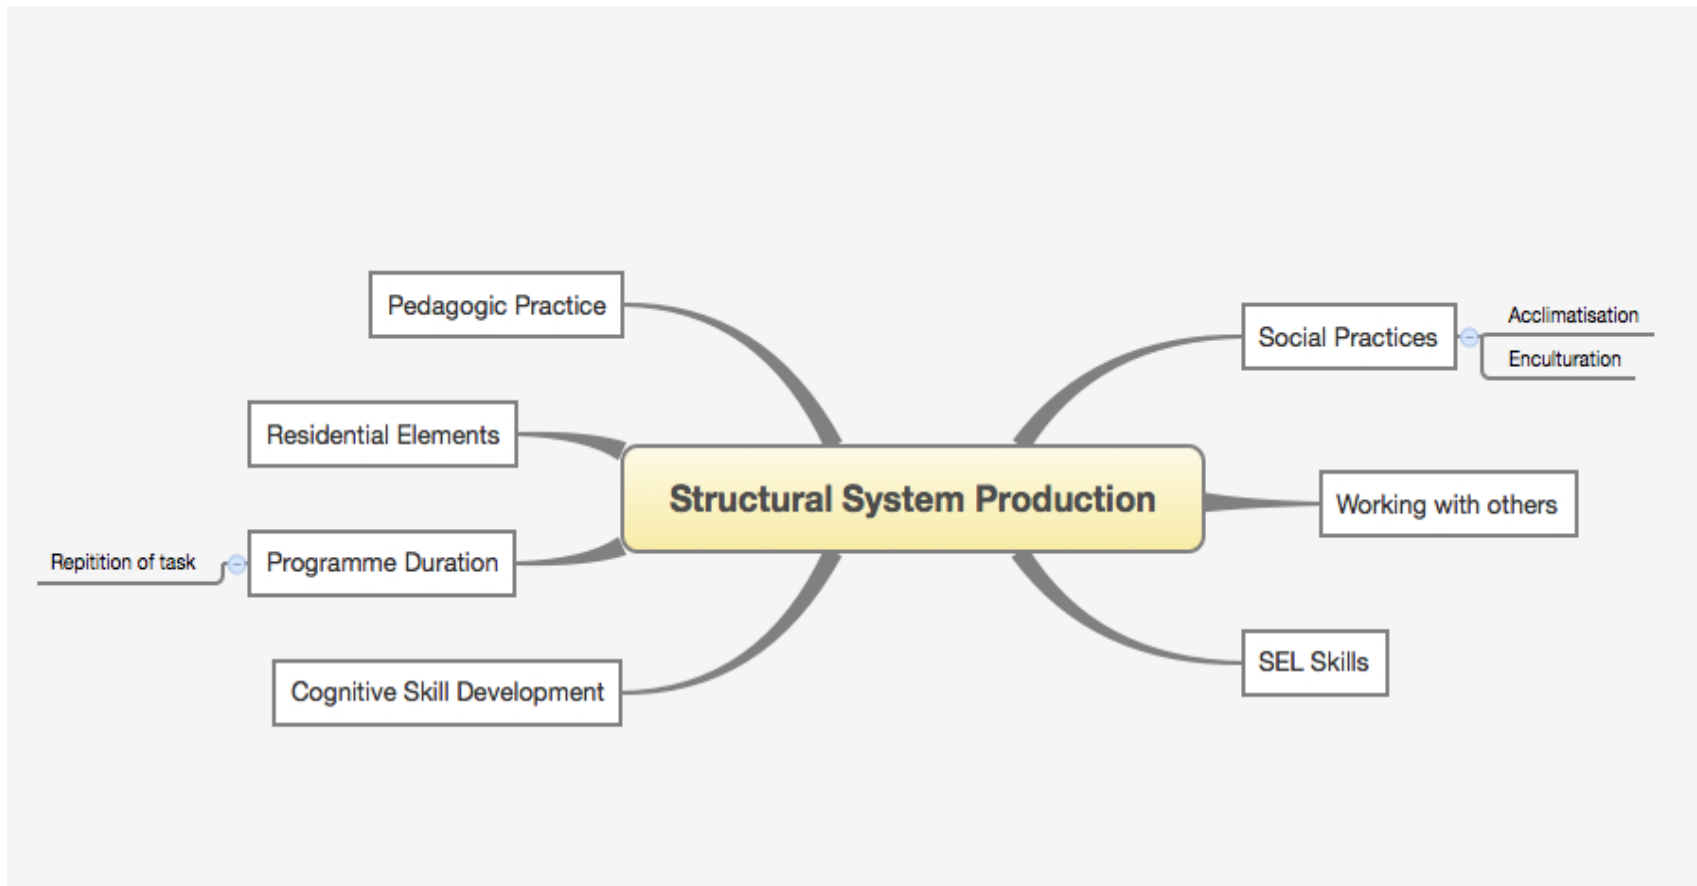 Pedagogic Practice
Residential Elements
Repitition of task
Programme Duration
Cognitive Skill Development
Structural System Production
Social Practices
Acclimatisation
Enculturation
Working with others
SEL Skills